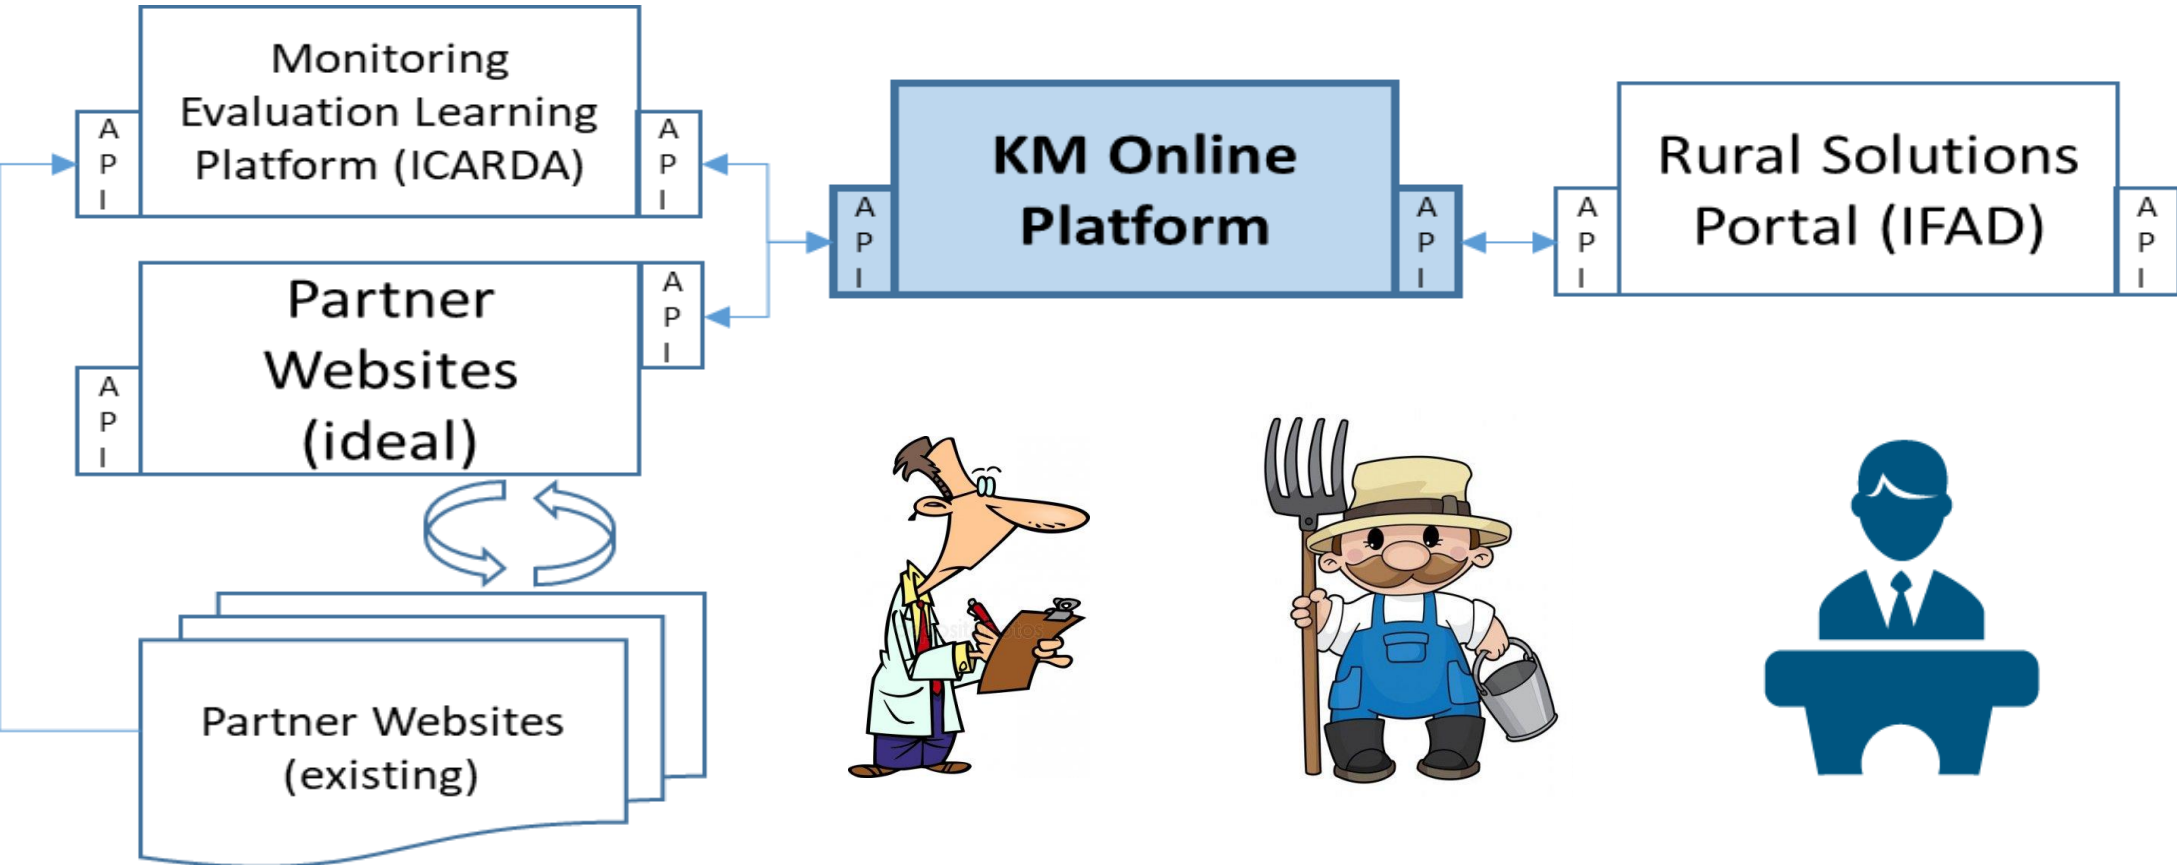 Monitoring
Evaluation Learning
Platform (ICARDA)
A
P
I
A
P
I
Partner
Websites
(ideal)
A
P
I
A
P
I
Partner Websites
(existing)
KM Online
Platform
A
P
I
A
P
I
Rural Solutions
Portal (IFAD)
A
P
I
A
P
I